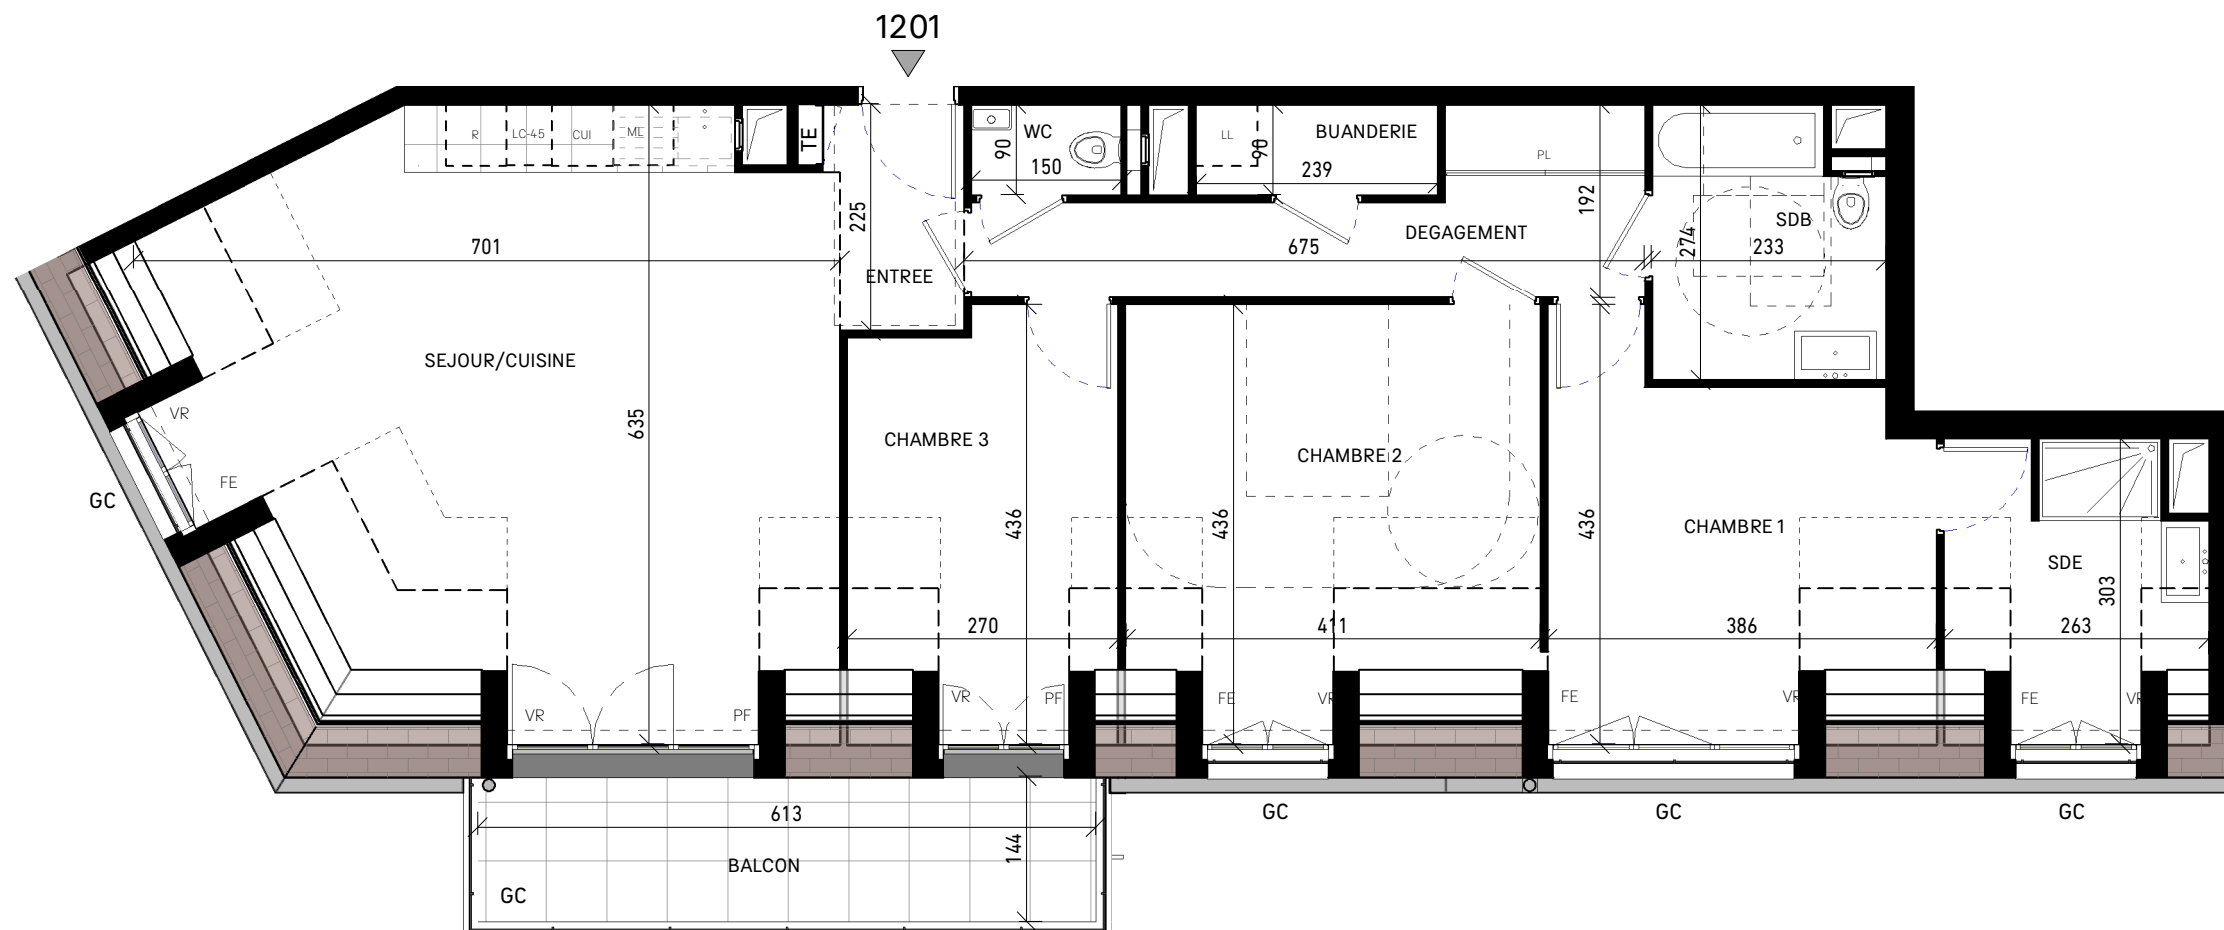 1201
R
LC-45
CUI
ML
TE
WC
90
150
LL
90
BUANDERIE
239
PL
192
274
SDB
233
225
701
ENTREE
675
DEGAGEMENT
SEJOUR/CUISINE
635
CHAMBRE 3
436
CHAMBRE 2
436
CHAMBRE 1
436
SDE
303
VR
FE
GC
270
411
386
263
VR
PF
VR
PF
FE
VR
FE
VR
FE
VR
613
144
BALCON
GC
GC
GC
GC